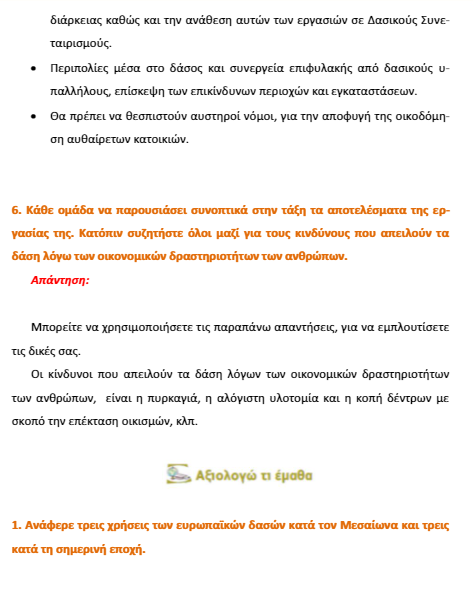 διάρκειας καθώς και την ανάθεση αυτών των εργασιών σε Δασικούς Συνε-
ταιρισμούς.
• Περιπολίες μέσα στο δάσος και συνεργεία επιφυλακής από δασικούς υ-
παλλήλους, επίσκεψη των επικίνδυνων περιοχών και εγκαταστάσεων.
• Θα πρέπει να θεσπιστούν αυστηροί νόμοι, για την αποφυγή της οικοδόμη-
ση αυθαίρετων κατοικιών.
6. Κάθε ομάδα να παρουσιάσει συνοπτικά στην τάξη τα αποτελέσματα της ερ-
γασίας της. Κατόπιν συζητήστε όλοι μαζί για τους κινδύνους που απειλούν τα
δάση λόγω των οικονομικών δραστηριοτήτων των ανθρώπων.
Απάντηση:
Μπορείτε να χρησιμοποιήσετε τις παραπάνω απαντήσεις, για να εμπλουτίσετε
τις δικές σας.
Οι κίνδυνοι που απειλούν τα δάση λόγων των οικονομικών δραστηριοτήτων
των ανθρώπων, είναι η πυρκαγιά, η αλόγιστη υλοτομία και η κοπή δέντρων με
σκοπό την επέκταση οικισμών, κλπ.
Αξιολογώ τι έμαθα
1. Ανάφερε τρεις χρήσεις των ευρωπαϊκών δασών κατά τον Μεσαίωνα και τρεις
κατά τη σημερινή εποχή.